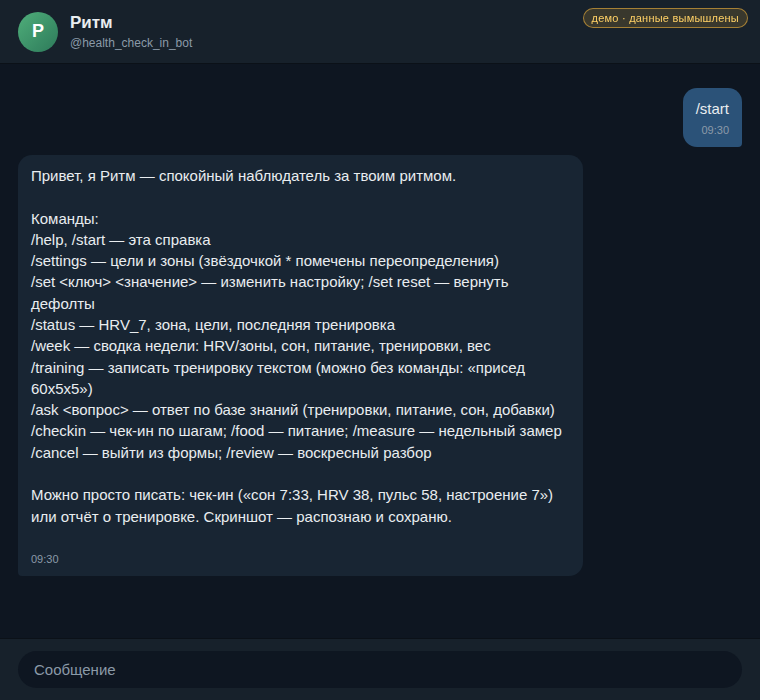 Р
Ритм
@health_check_in_bot
демо · данные вымышлены
/start
09:30
Привет, я Ритм — спокойный наблюдатель за твоим ритмом.
Команды:
/help, /start — эта справка
/settings — цели и зоны (звёздочкой * помечены переопределения)
/set <ключ> <значение> — изменить настройку; /set reset — вернуть
дефолты
/status — HRV_7, зона, цели, последняя тренировка
/week — сводка недели: HRV/зоны, сон, питание, тренировки, вес
/training — записать тренировку текстом (можно без команды: «присед
60x5x5»)
/ask <вопрос> — ответ по базе знаний (тренировки, питание, сон, добавки)
/checkin — чек-ин по шагам; /food — питание; /measure — недельный замер
/cancel — выйти из формы; /review — воскресный разбор
Можно просто писать: чек-ин («сон 7:33, HRV 38, пульс 58, настроение 7»)
или отчёт о тренировке. Скриншот — распознаю и сохраню.
09:30
Сообщение